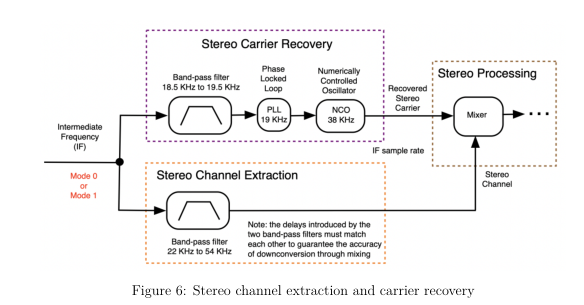 Stereo Carrier Recovery
Band-pass filter
18.5 KHz to 19.5 KHz
Phase
Locked
Loop
PLL
19 KHz
Numerically
Controlled
Oscillator
NCO
38 KHz
Recovered
Stereo
Carrier
Stereo Processing
Mixer
Intermediate
Frequency
(IF)
Mode 0
or
Mode 1
IF sample rate
Stereo
Channel
Stereo Channel Extraction
Band-pass filter
22 KHz to 54 KHz
Note: the delays introduced by the
two band-pass filters must match
each other to guarantee the accuracy
of downconversion through mixing
Figure 6: Stereo channel extraction and carrier recovery